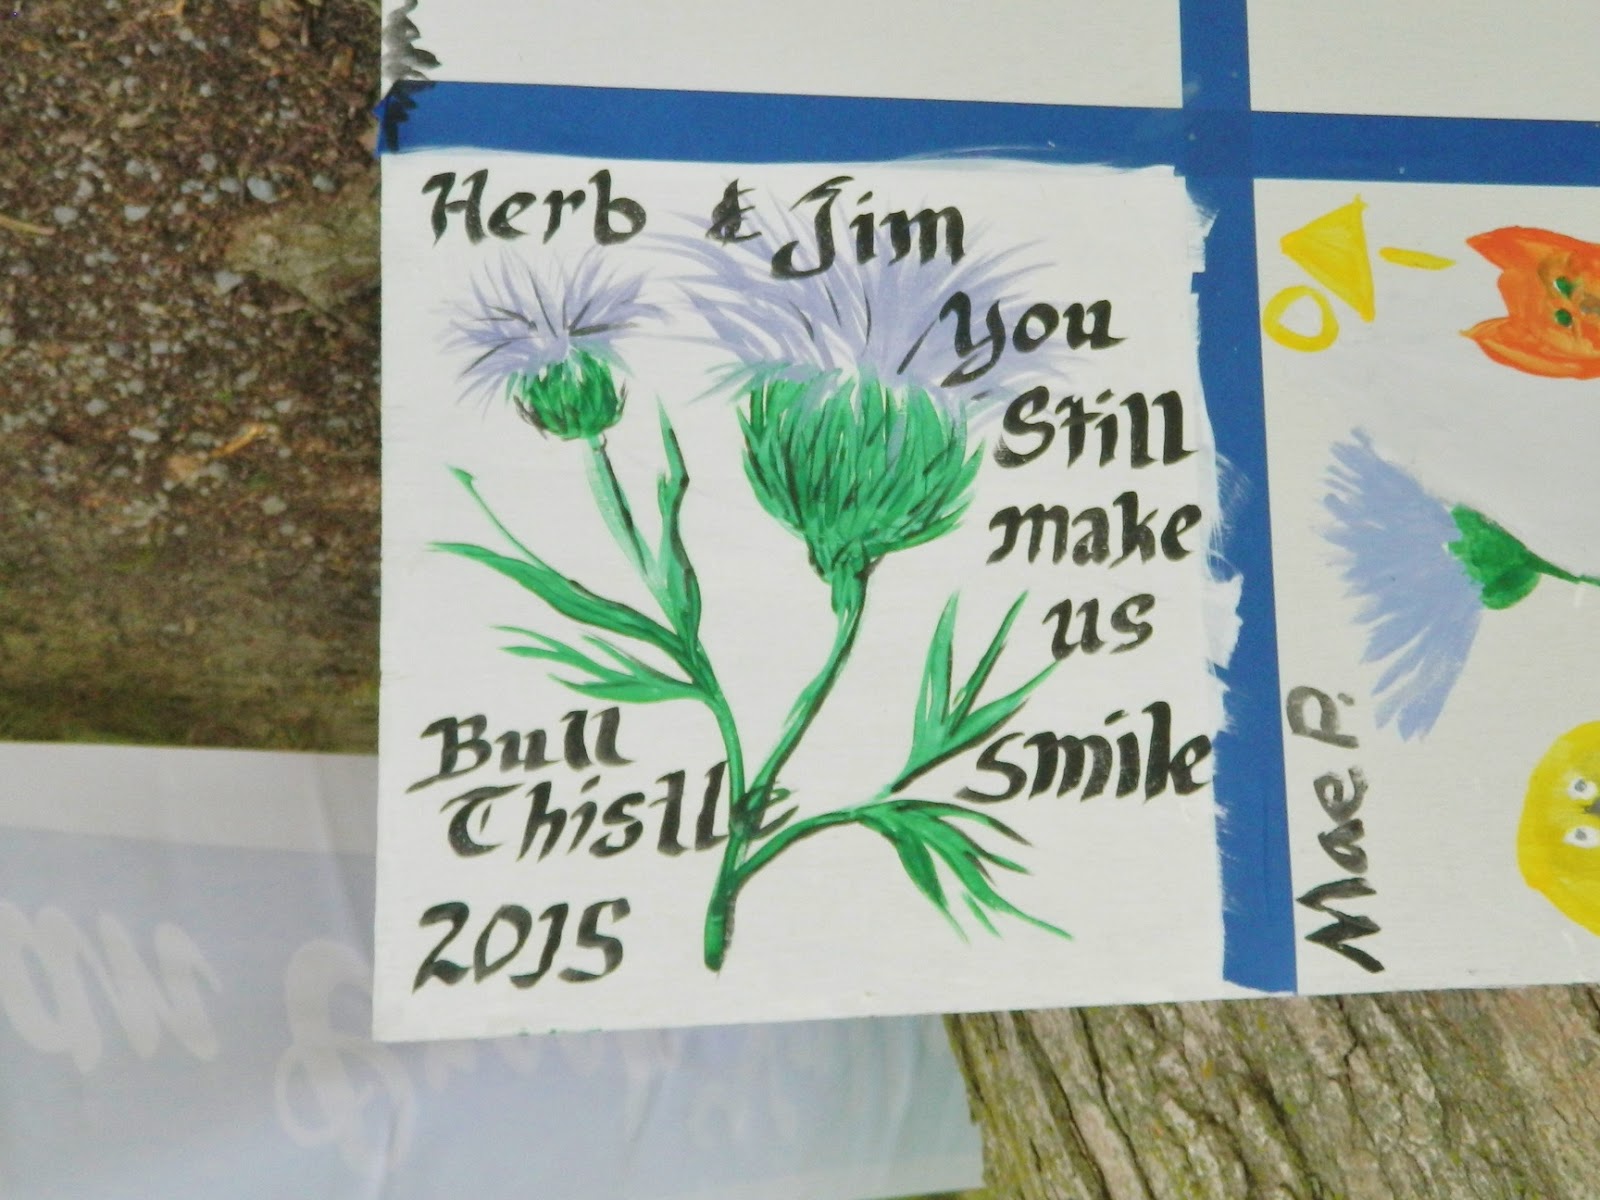 Herb & Jim
You
Still
make
us
smile
Bull
Thistle
2015
Mae P.